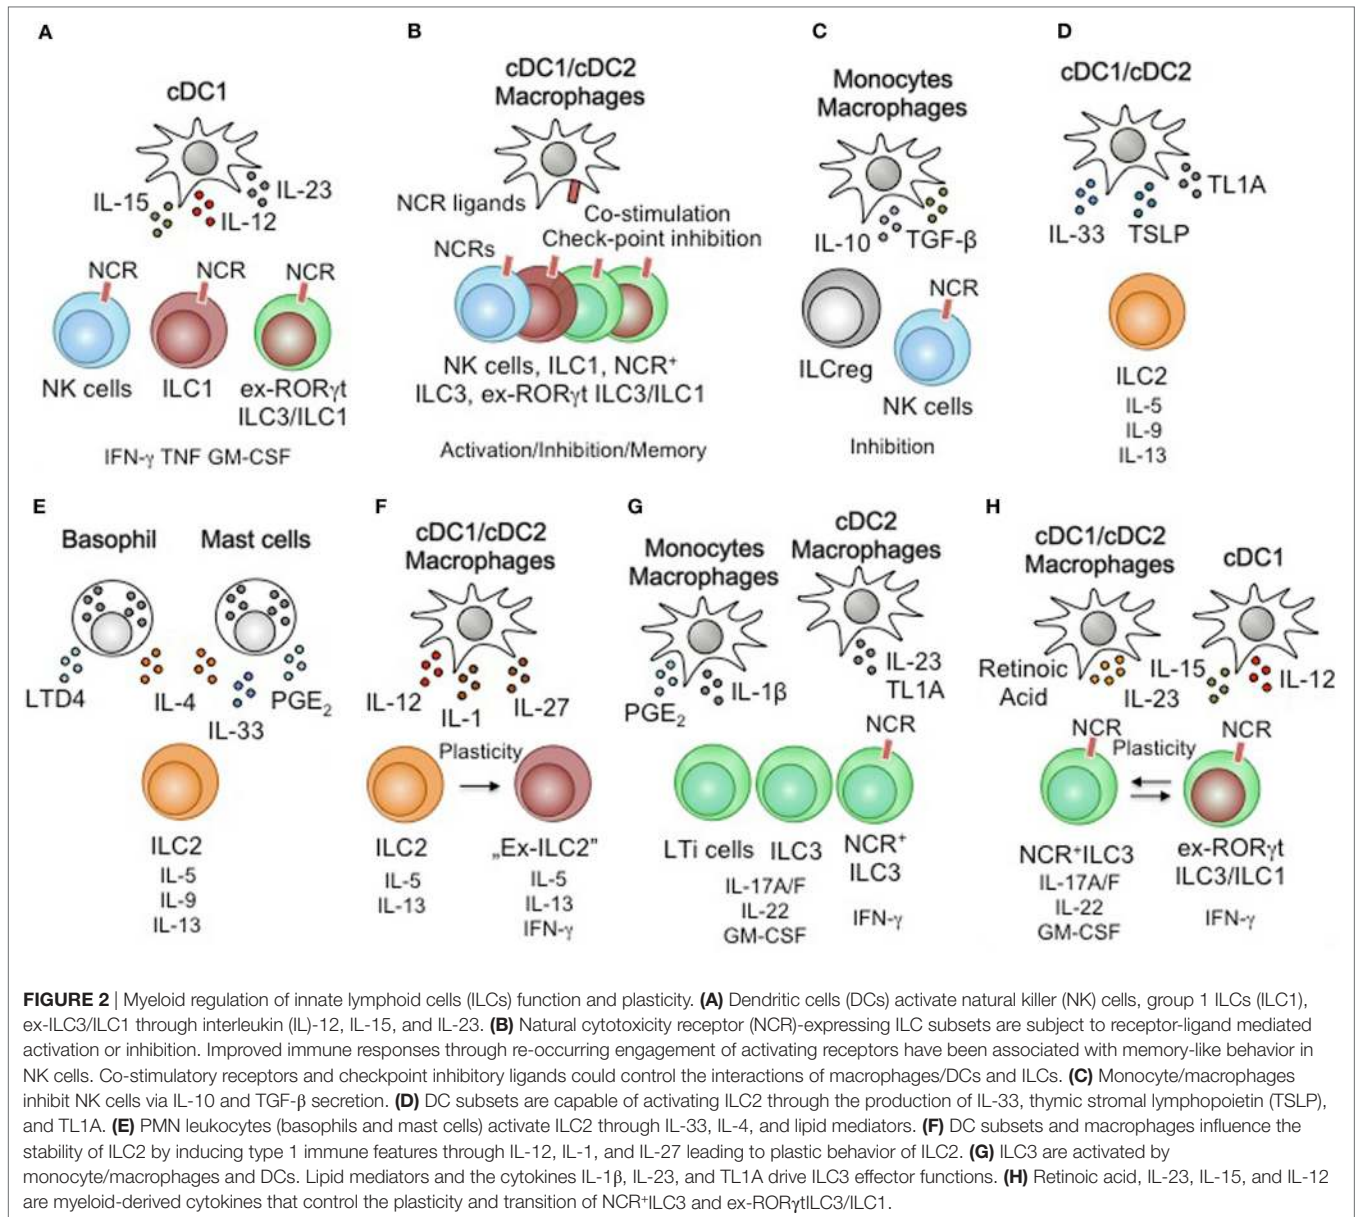 A
cDC1
IL-15
IL-12
IL-23
NCR
NCR
NCR
NK cells
ILC1
ex-RORγt
ILC3/ILC1
IFN-γ TNF GM-CSF
B
cDC1/cDC2
Macrophages
NCR ligands
Co-stimulation
Check-point inhibition
NCRs
NK cells, ILC1, NCR⁺
ILC3, ex-RORγt ILC3/ILC1
Activation/Inhibition/Memory
C
Monocytes
Macrophages
IL-10
TGF-β
NCR
ILCreg
NK cells
Inhibition
D
cDC1/cDC2
TL1A
IL-33
TSLP
ILC2
IL-5
IL-9
IL-13
E
Basophil
Mast cells
LTD4
IL-4
IL-33
PGE₂
ILC2
IL-5
IL-9
IL-13
F
cDC1/cDC2
Macrophages
IL-12
IL-1
IL-27
Plasticity
ILC2
IL-5
IL-13
„Ex-ILC2”
IL-5
IL-13
IFN-γ
G
Monocytes
Macrophages
cDC2
Macrophages
PGE₂
IL-1β
IL-23
TL1A
NCR
LTi cells
ILC3
NCR⁺
ILC3
IL-17A/F
IL-22
GM-CSF
IFN-γ
H
cDC1/cDC2
Macrophages
cDC1
Retinoic
Acid
IL-23
IL-15
IL-12
NCR
Plasticity
NCR
NCR⁺ILC3
IL-17A/F
IL-22
GM-CSF
ex-RORγt
ILC3/ILC1
IFN-γ
FIGURE 2 | Myeloid regulation of innate lymphoid cells (ILCs) function and plasticity. (A) Dendritic cells (DCs) activate natural killer (NK) cells, group 1 ILCs (ILC1),
ex-ILC3/ILC1 through interleukin (IL)-12, IL-15, and IL-23. (B) Natural cytotoxicity receptor (NCR)-expressing ILC subsets are subject to receptor-ligand mediated
activation or inhibition. Improved immune responses through re-occurring engagement of activating receptors have been associated with memory-like behavior in
NK cells. Co-stimulatory receptors and checkpoint inhibitory ligands could control the interactions of macrophages/DCs and ILCs. (C) Monocyte/macrophages
inhibit NK cells via IL-10 and TGF-β secretion. (D) DC subsets are capable of activating ILC2 through the production of IL-33, thymic stromal lymphopoietin (TSLP),
and TL1A. (E) PMN leukocytes (basophils and mast cells) activate ILC2 through IL-33, IL-4, and lipid mediators. (F) DC subsets and macrophages influence the
stability of ILC2 by inducing type 1 immune features through IL-12, IL-1, and IL-27 leading to plastic behavior of ILC2. (G) ILC3 are activated by
monocyte/macrophages and DCs. Lipid mediators and the cytokines IL-1β, IL-23, and TL1A drive ILC3 effector functions. (H) Retinoic acid, IL-23, IL-15, and IL-12
are myeloid-derived cytokines that control the plasticity and transition of NCR⁺ILC3 and ex-RORγtILC3/ILC1.